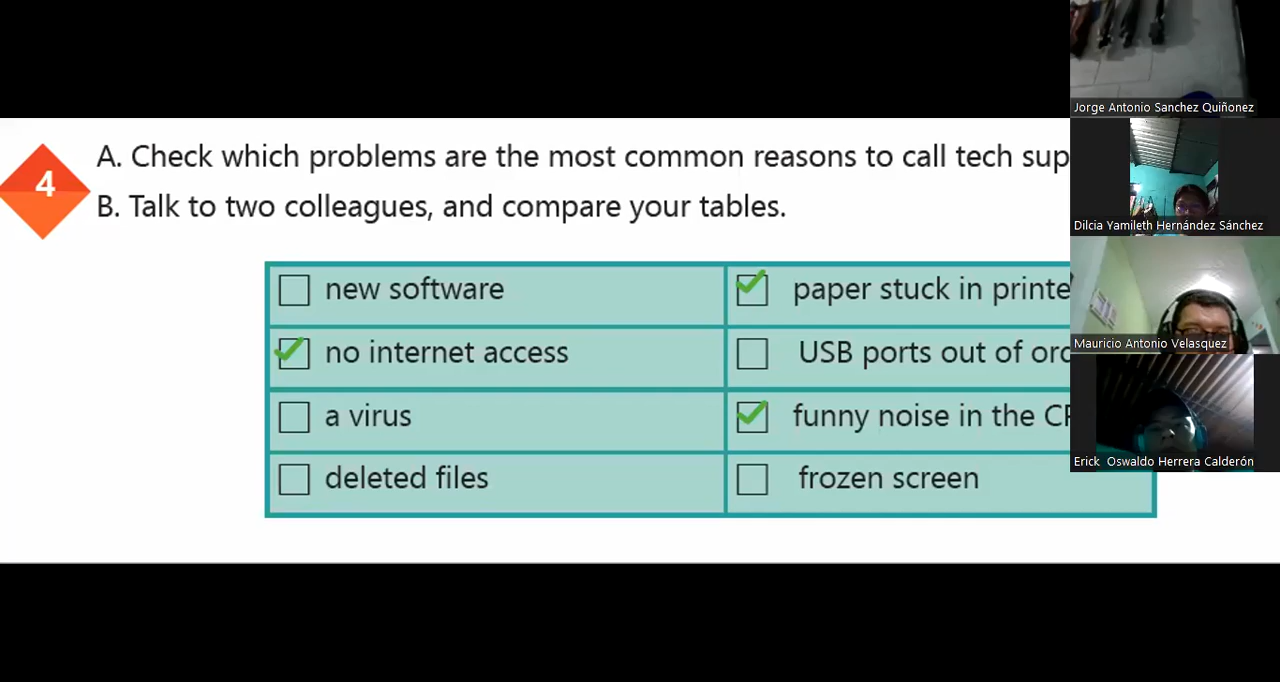 4
A. Check which problems are the most common reasons to call tech sup
B. Talk to two colleagues, and compare your tables.
new software
paper stuck in printe
no internet access
USB ports out of
a virus
funny noise in the
deleted files
frozen screen
Jorge Antonio Sanchez Quiñonez
Dilcia Yamileth Hernández Sánchez
Mauricio Antonio Velasquez
Erick Oswaldo Herrera Calderón